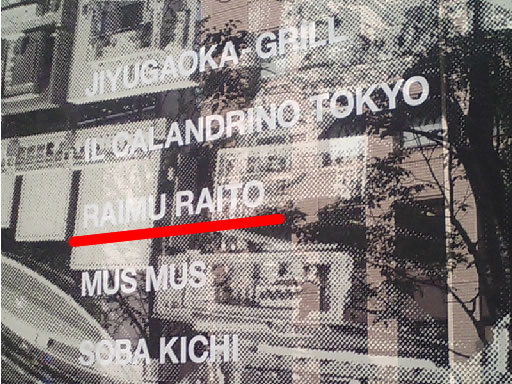 JIYUGAOKA GRILL
IL CALANDRINO TOKYO
RAIMU RAITO
MUS MUS
SOBA KICHI